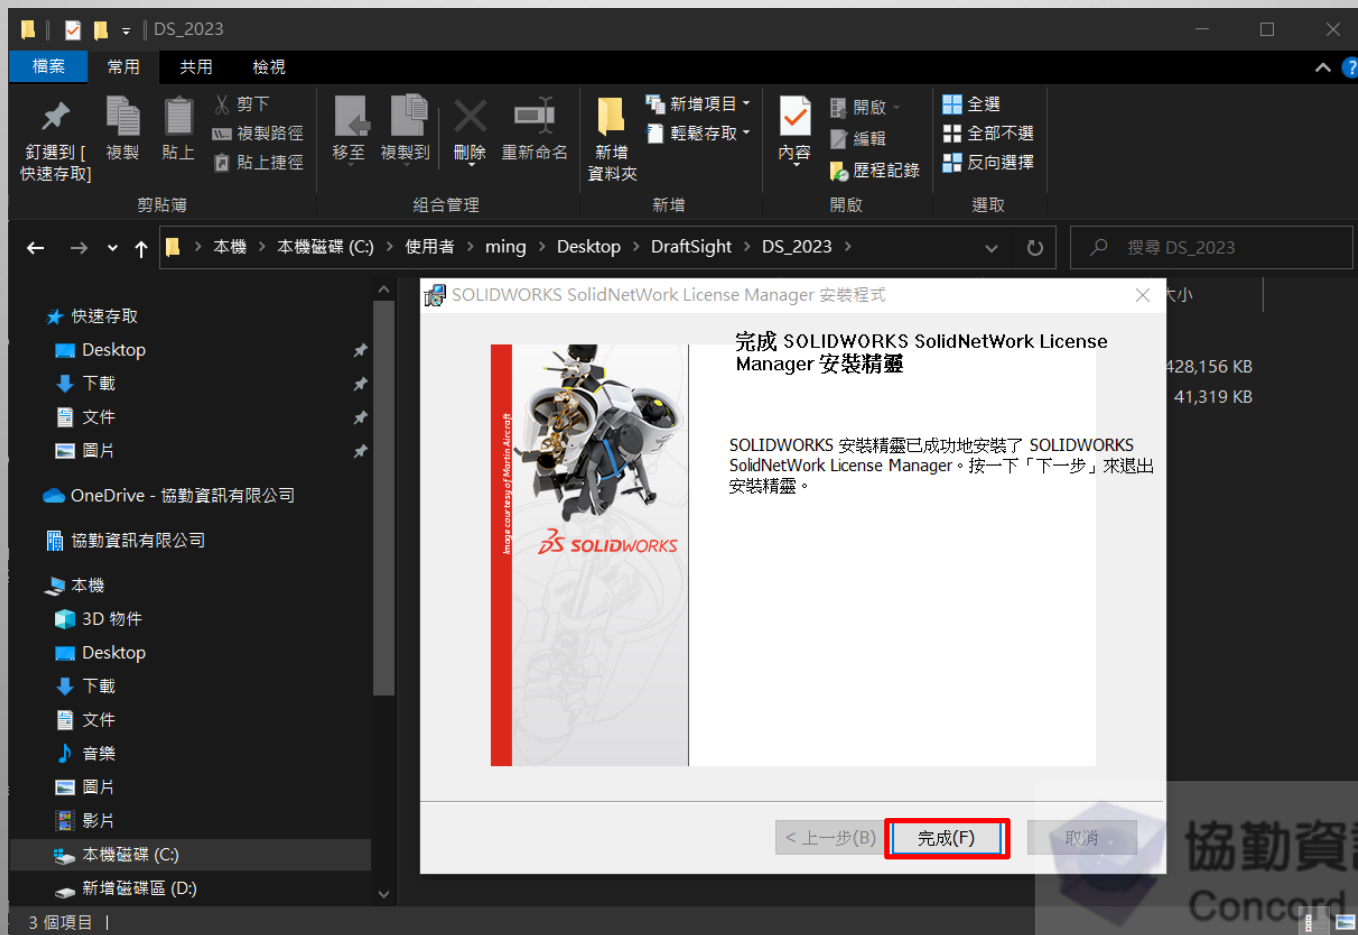 DS_2023
檔案
常用
共用
檢視
?
釘選到 [
快速存取]
複製
貼上
剪下
複製路徑
貼上捷徑
剪貼簿
移至
複製到
刪除
重新命名
組合管理
新增
資料夾
新增項目
輕鬆存取
新增
內容
開啟
編輯
歷程記錄
開啟
全選
全部不選
反向選擇
選取
本機 > 本機磁碟 (C:) > 使用者 > ming > Desktop > DraftSight > DS_2023 >
搜尋 DS_2023
快速存取
Desktop
下載
文件
圖片
OneDrive - 協勤資訊有限公司
協勤資訊有限公司
本機
3D 物件
Desktop
下載
文件
音樂
圖片
影片
本機磁碟 (C:)
新增磁碟區 (D:)
3 個項目
大小
428,156 KB
41,319 KB
SOLIDWORKS SolidNetWork License Manager 安裝程式
完成 SOLIDWORKS SolidNetWork License
Manager 安裝精靈
SOLIDWORKS 安裝精靈已成功地安裝了 SOLIDWORKS
SolidNetWork License Manager。按一下「下一步」來退出
安裝精靈。
Image courtesy of Martin Aircraft
SOLIDWORKS
< 上一步(B)
完成(F)
取消
協勤資
Concord